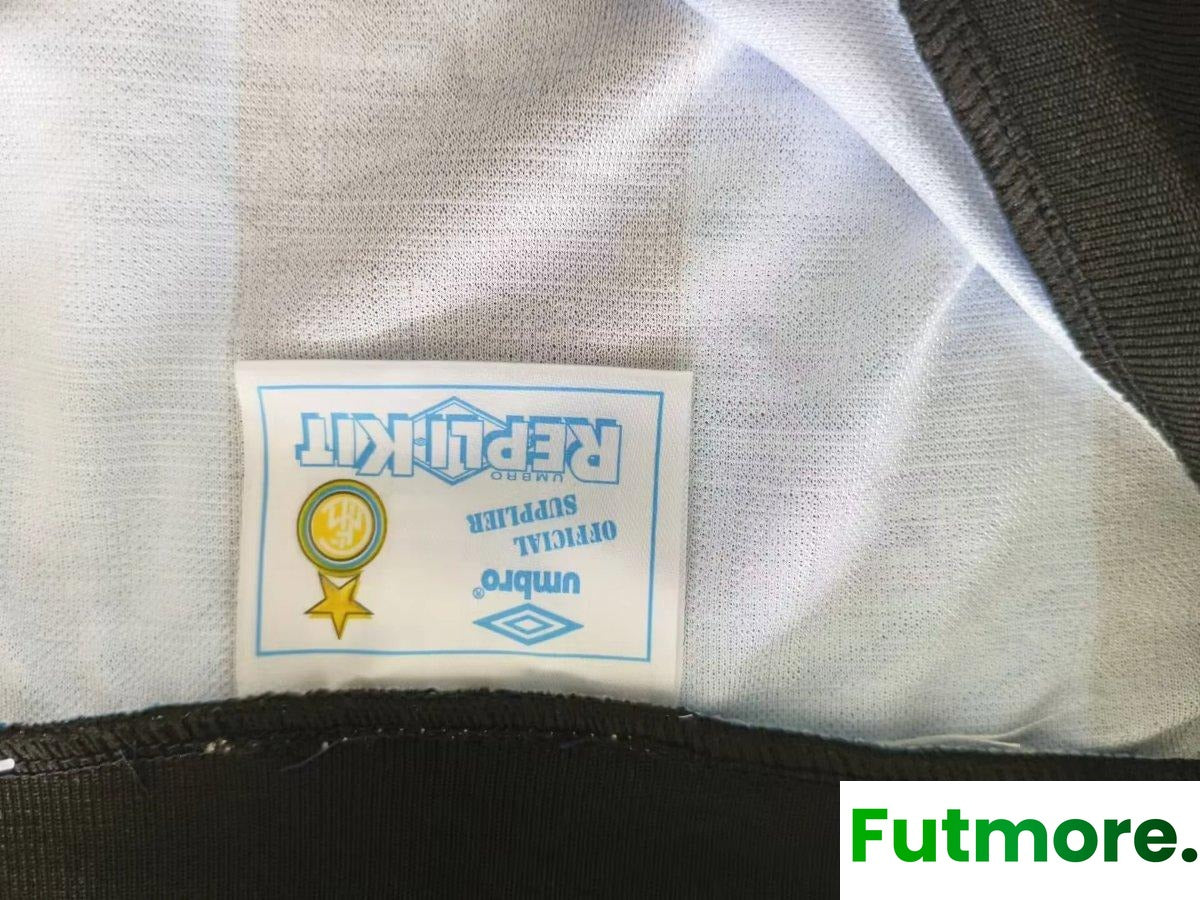 umbro®
OFFICIAL
SUPPLIER
UMBRO
REPLI-KIT
Futmore.